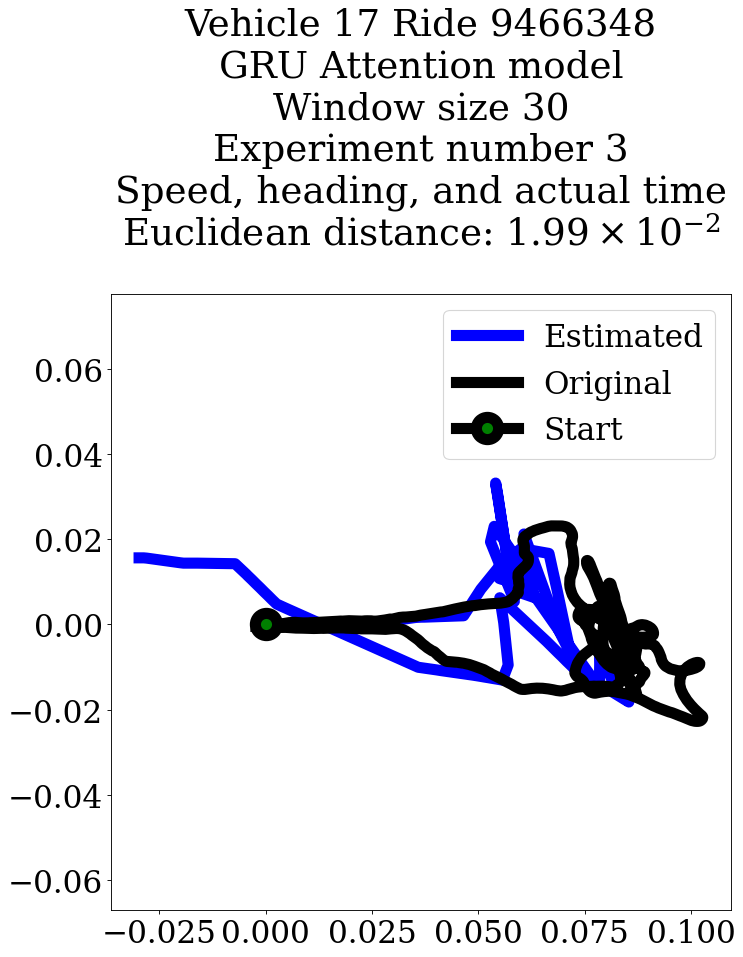 Vehicle 17 Ride 9466348
GRU Attention model
Window size 30
Experiment number 3
Speed, heading, and actual time
Euclidean distance: 1.99 × 10⁻²
Estimated
Original
Start
0.06
0.04
0.02
0.00
−0.02
−0.04
−0.06
−0.025 0.000 0.025 0.050 0.075 0.100